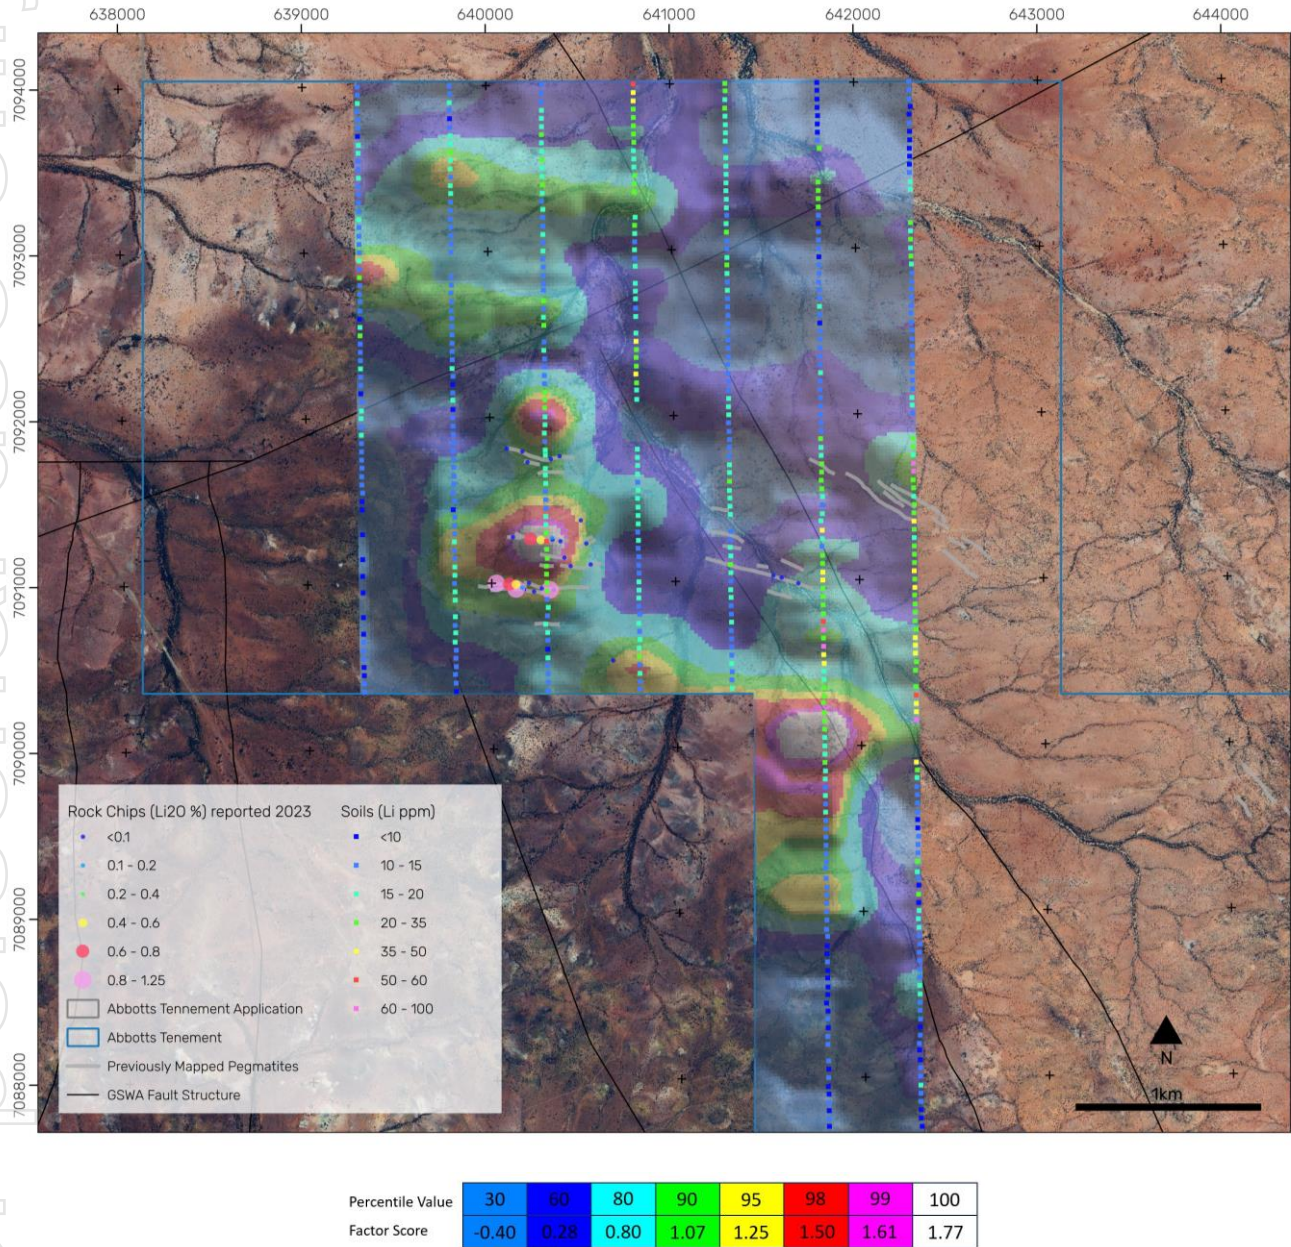 638000 639000 640000 641000 642000 643000 644000
7094000
7093000
7092000
7091000
7090000
7089000
7088000
Rock Chips (Li2O %) reported 2023
<0.1
0.1 - 0.2
0.2 - 0.4
0.4 - 0.6
0.6 - 0.8
0.8 - 1.25
Abbotts Tennement Application
Abbotts Tenement
Previously Mapped Pegmatites
GSWA Fault Structure
Soils (Li ppm)
<10
10 - 15
15 - 20
20 - 35
35 - 50
50 - 60
60 - 100
N
1km
Percentile Value 30 60 80 90 95 98 99 100
Factor Score -0.40 0.28 0.80 1.07 1.25 1.50 1.61 1.77